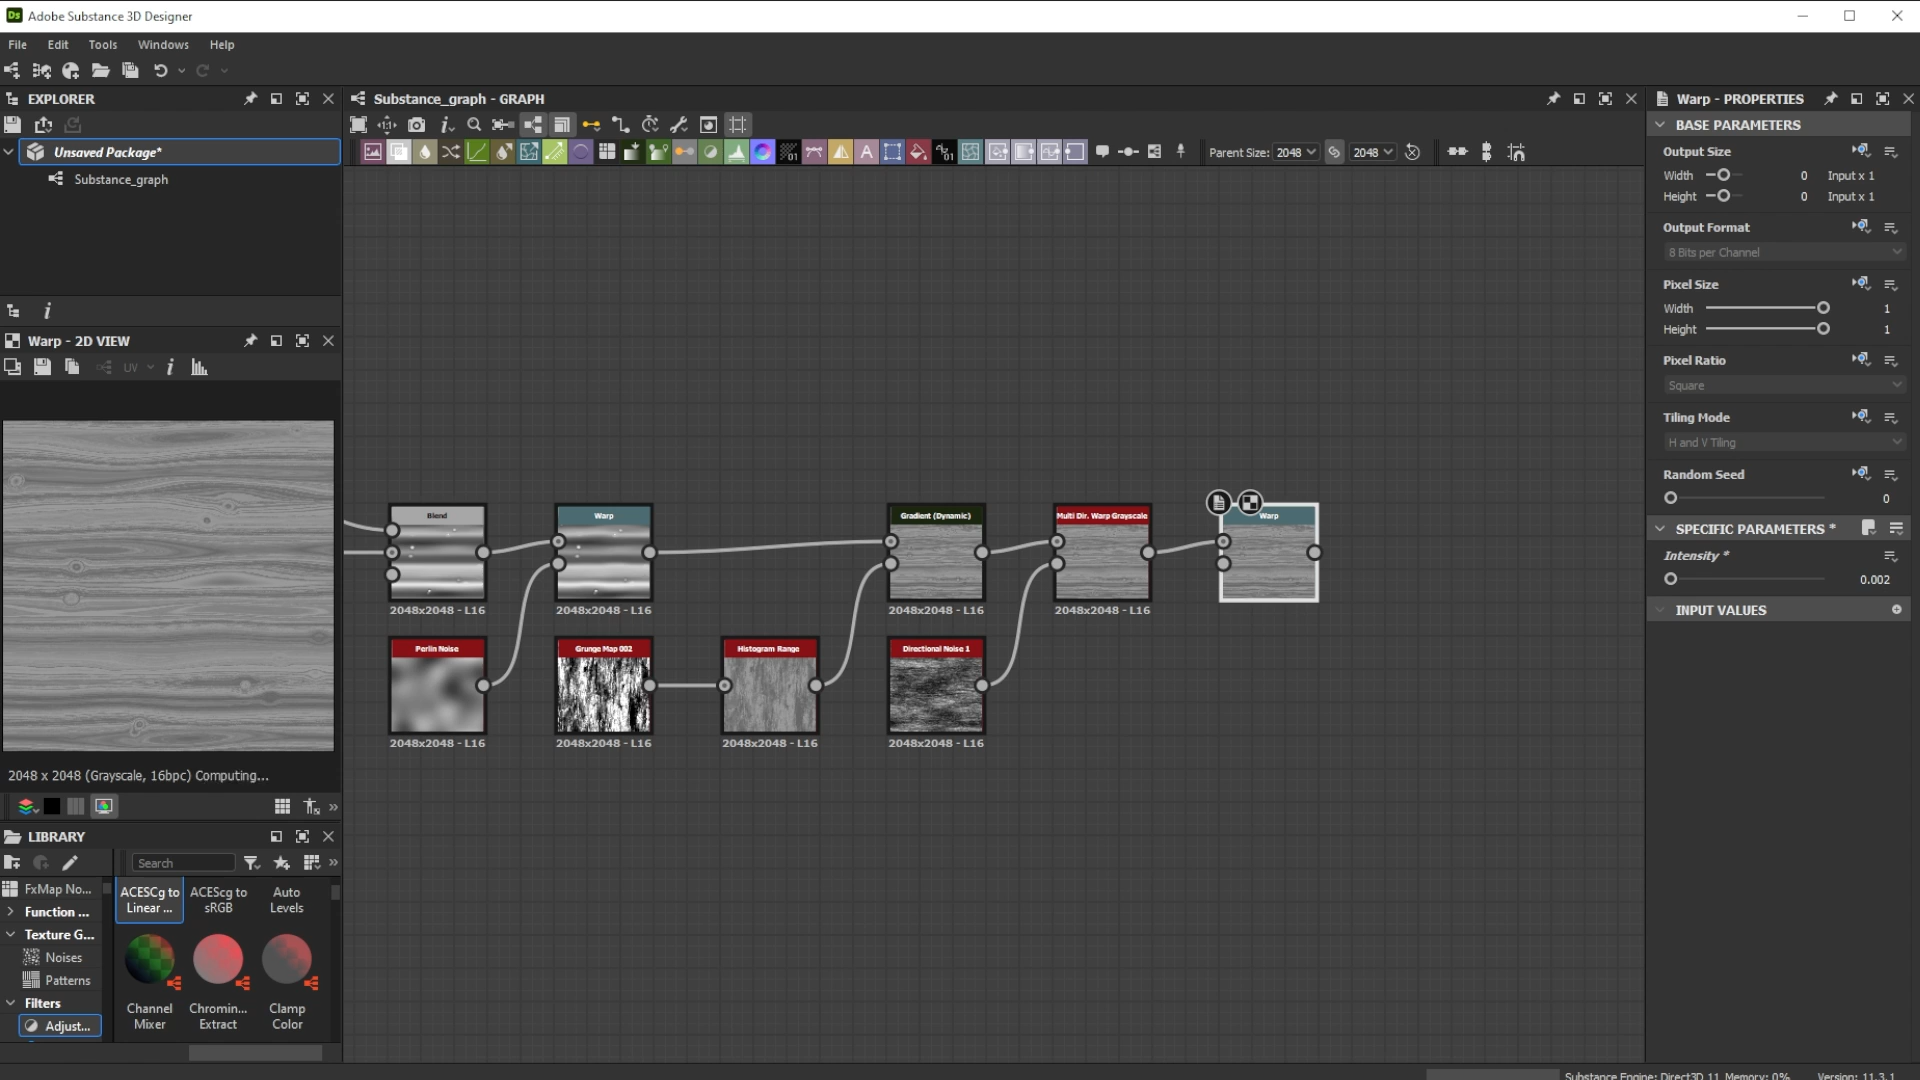 Adobe Substance 3D Designer
File Edit Tools Windows Help
EXPLORER
Unsaved Package*
Substance_graph
Warp - 2D VIEW
UV
2048 x 2048 (Grayscale, 16bpc) Computing...
LIBRARY
Search
FxMap No...
Function ...
Texture G...
Noises
Patterns
Filters
Adjust...
ACESCg to Linear ...
ACEScg to sRGB
Auto Levels
Channel Mixer
Chromin... Extract
Clamp Color
Substance_graph - GRAPH
Parent Size: 2048 2048
Blend
2048x2048 - L16
Warp
2048x2048 - L16
Gradient (Dynamic)
2048x2048 - L16
Multi Dir. Warp Grayscale
2048x2048 - L16
Warp
Perlin Noise
2048x2048 - L16
Grunge Map 002
2048x2048 - L16
Histogram Range
2048x2048 - L16
Directional Noise 1
2048x2048 - L16
Warp - PROPERTIES
BASE PARAMETERS
Output Size
Width 0 Input x 1
Height 0 Input x 1
Output Format
8 Bits per Channel
Pixel Size
Width 1
Height 1
Pixel Ratio
Square
Tiling Mode
H and V Tiling
Random Seed
0
SPECIFIC PARAMETERS *
Intensity *
0.002
INPUT VALUES
Substance Engine: Direct3D 11 Memory: 0% Version: 11.3.1